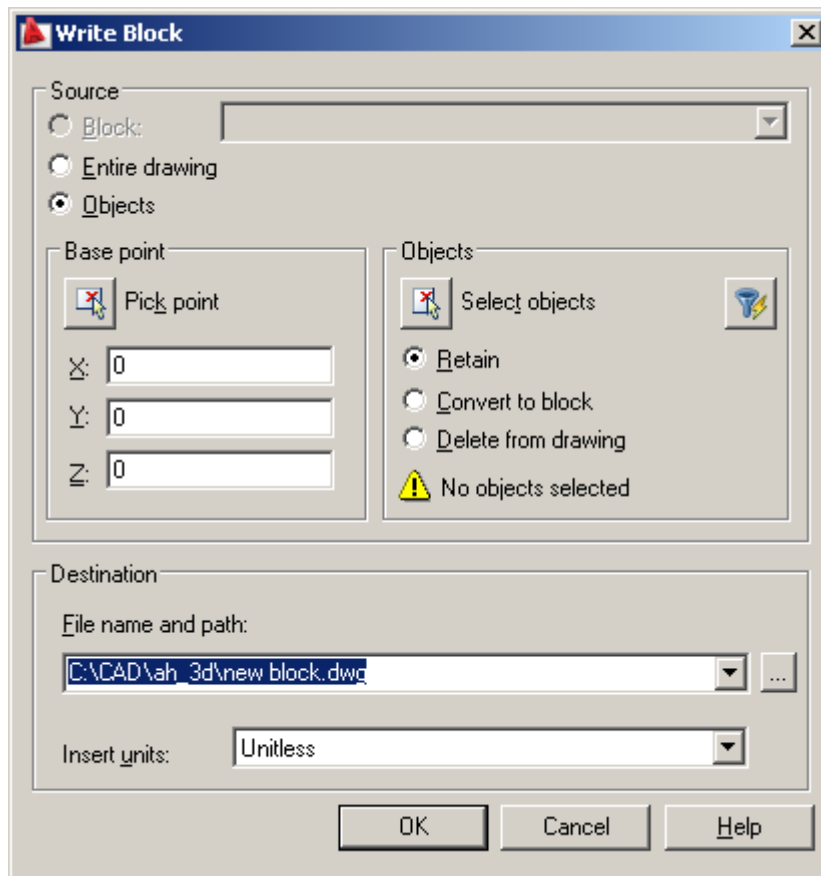 Write Block
Source
Block:
Entire drawing
Objects
Base point
Pick point
X: 0
Y: 0
Z: 0
Objects
Select objects
Retain
Convert to block
Delete from drawing
No objects selected
Destination
File name and path:
C:\CAD\ah_3d\new block.dwg
...
Insert units: Unitless
OK Cancel Help